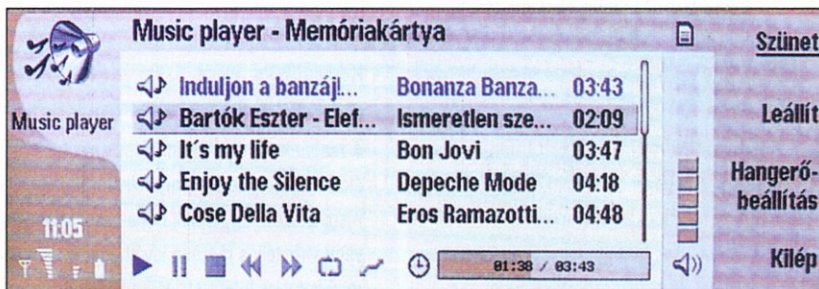 Music player - Memóriakártya
Szünet
Induljon a banzáj!... Bonanza Banza... 03:43
Music player
Bartók Eszter - Elef... Ismeretlen sze... 02:09
Leállít
It's my life Bon Jovi 03:47
Enjoy the Silence Depeche Mode 04:18
Hangerő-
beállítás
Cose Della Vita Eros Ramazotti... 04:48
11:05
01:38 / 03:43
Kilép